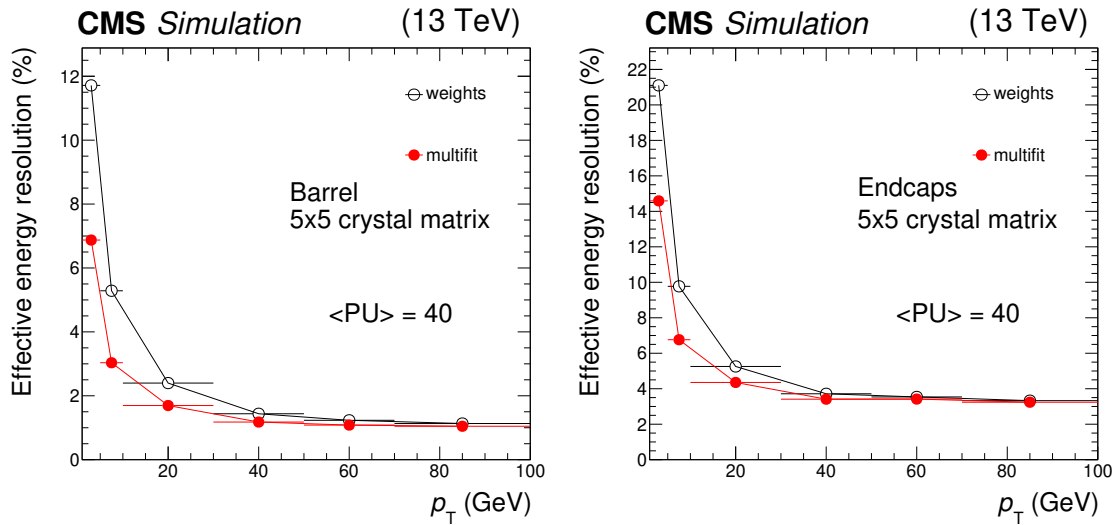 CMS Simulation (13 TeV)
Effective energy resolution (%)
12
10
8
6
4
2
0
weights
multifit
Barrel
5x5 crystal matrix
<PU> = 40
20 40 60 80 100
p_T (GeV)
CMS Simulation (13 TeV)
Effective energy resolution (%)
22
20
18
16
14
12
10
8
6
4
2
0
weights
multifit
Endcaps
5x5 crystal matrix
<PU> = 40
20 40 60 80 100
p_T (GeV)